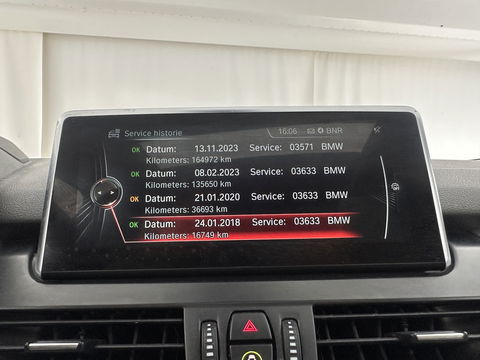 Service historie 16:06 BNR
OK Datum: 13.11.2023 Service: 03571 BMW
Kilometers: 164972 km
OK Datum: 08.02.2023 Service: 03633 BMW
Kilometers: 135650 km
OK Datum: 21.01.2020 Service: 03633 BMW
Kilometers: 36693 km
OK Datum: 24.01.2018 Service: 03633 BMW
Kilometers: 16749 km